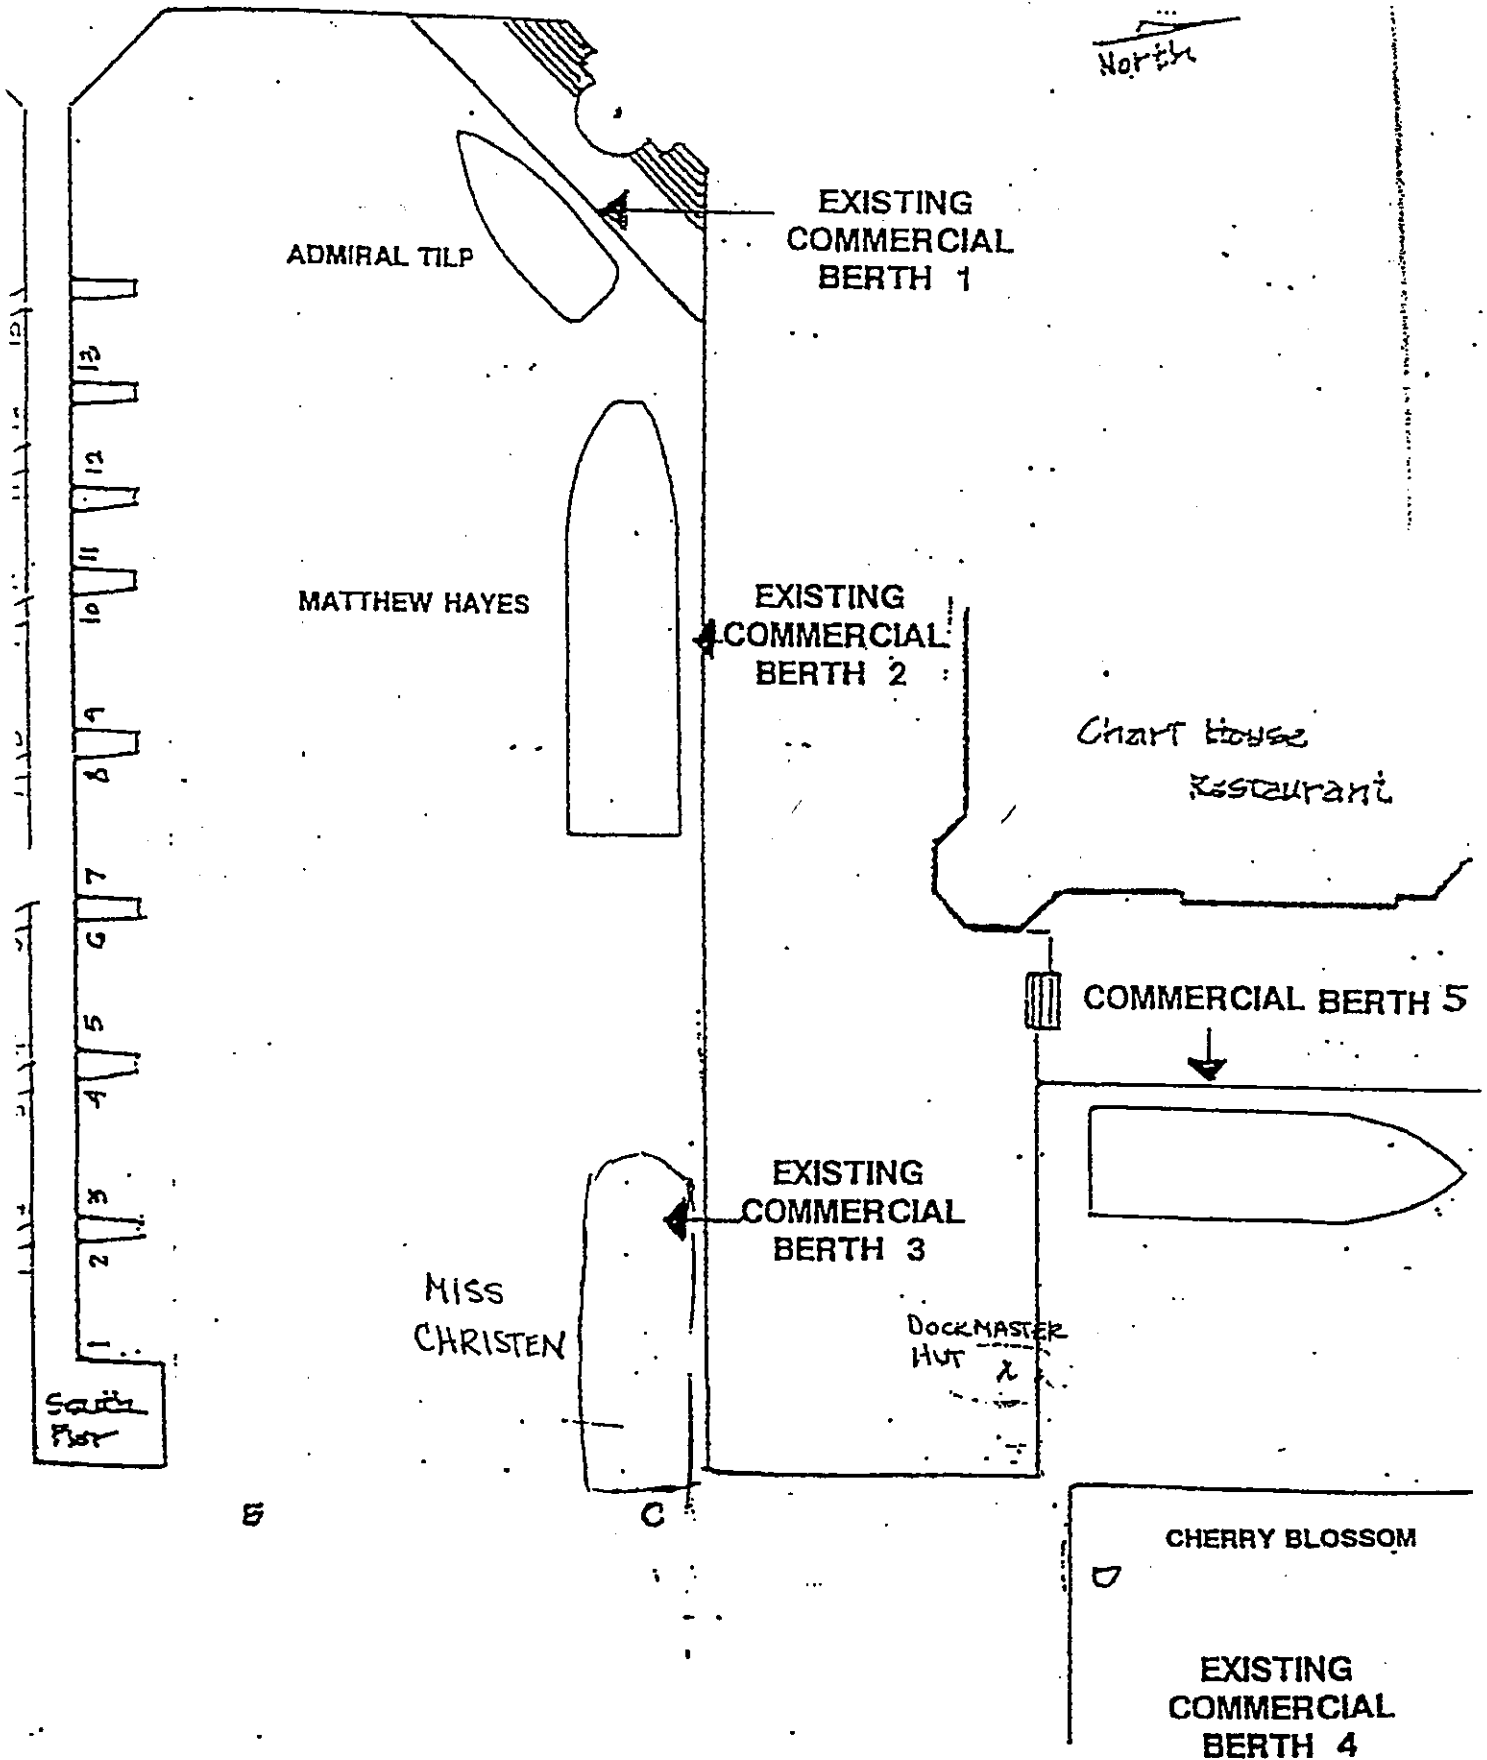 North
EXISTING
COMMERCIAL
BERTH 1
ADMIRAL TILP
13
12
11
10
MATTHEW HAYES
EXISTING
COMMERCIAL
BERTH 2
9
8
Chart House
Restaurant
7
6
5
4
COMMERCIAL BERTH 5
3
2
1
EXISTING
COMMERCIAL
BERTH 3
MISS
CHRISTEN
DOCKMASTER
HUT X
South
Pier
C
CHERRY BLOSSOM
D
EXISTING
COMMERCIAL
BERTH 4